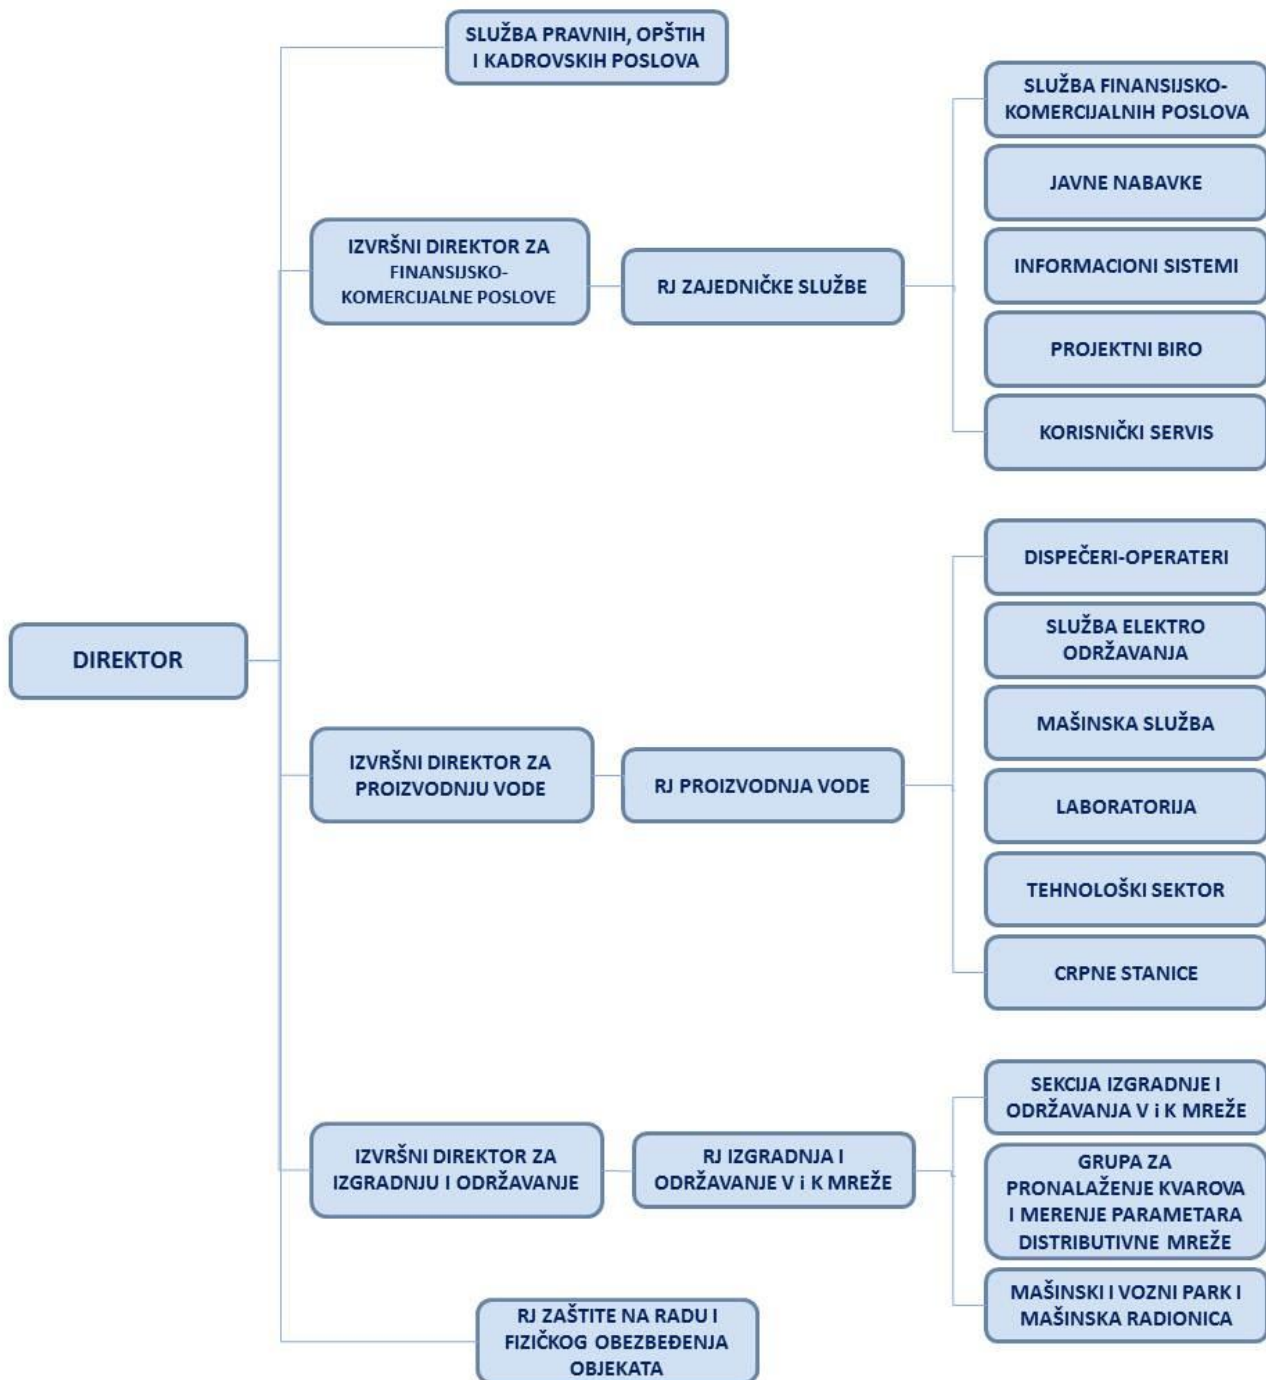 SLUŽBA PRAVNIH, OPŠTIH
I KADROVSKIH POSLOVA
SLUŽBA FINANSIJSKO-
KOMERCIJALNIH POSLOVA
JAVNE NABAVKE
IZVRŠNI DIREKTOR ZA
FINANSIJSKO-
KOMERCIJALNE POSLOVE
RJ ZAJEDNIČKE SLUŽBE
INFORMACIONI SISTEMI
PROJEKTNI BIRO
KORISNIČKI SERVIS
DIREKTOR
DISPEČERI-OPERATERI
SLUŽBA ELEKTRO
ODRŽAVANJA
MAŠINSKA SLUŽBA
IZVRŠNI DIREKTOR ZA
PROIZVODNJU VODE
RJ PROIZVODNJA VODE
LABORATORIJA
TEHNOLOŠKI SEKTOR
CRPNE STANICE
IZVRŠNI DIREKTOR ZA
IZGRADNJU I ODRŽAVANJE
RJ IZGRADNJA I
ODRŽAVANJE V i K MREŽE
SEKCIJA IZGRADNJE I
ODRŽAVANJA V i K MREŽE
GRUPA ZA
PRONALAŽENJE KVAROVA
I MERENJE PARAMETARA
DISTRIBUTIVNE MREŽE
MAŠINSKI I VOZNI PARK I
MAŠINSKA RADIONICA
RJ ZAŠTITE NA RADU I
FIZIČKOG OBEZBEĐENJA
OBJEKATA